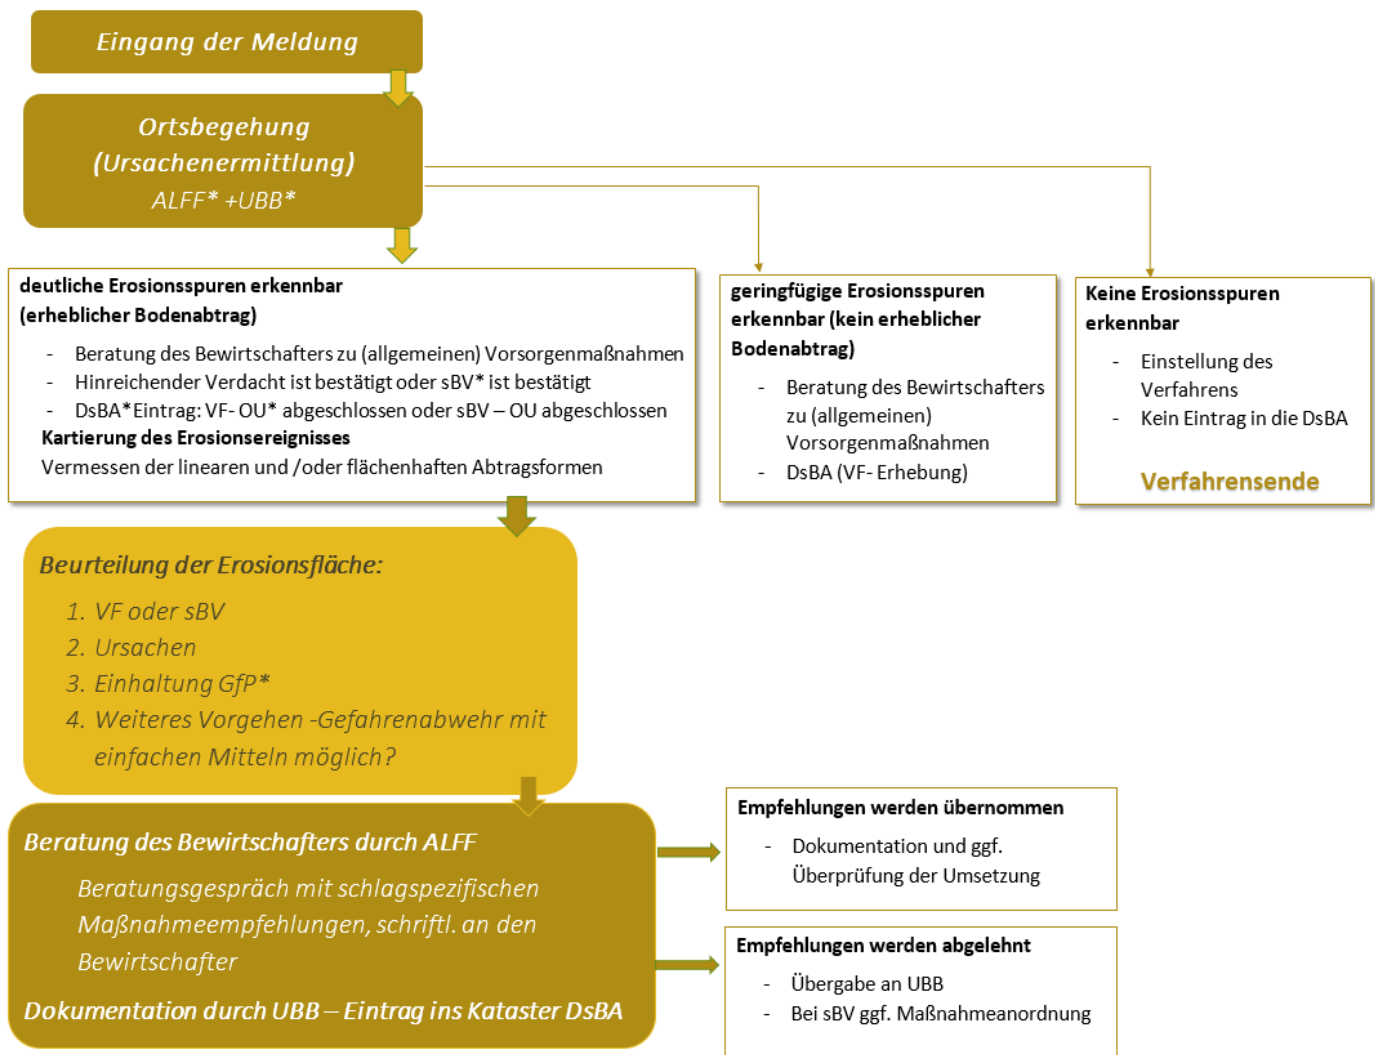 Eingang der Meldung
Ortsbegehung
(Ursachenermittlung)
ALFF* +UBB*
deutliche Erosionsspuren erkennbar
(erheblicher Bodenabtrag)
- Beratung des Bewirtschafters zu (allgemeinen) Vorsorgenmaßnahmen
- Hinreichender Verdacht ist bestätigt oder sBV* ist bestätigt
- DsBA*Eintrag: VF- OU* abgeschlossen oder sBV – OU abgeschlossen
Kartierung des Erosionsereignisses
Vermessen der linearen und /oder flächenhaften Abtragsformen
geringfügige Erosionsspuren
erkennbar (kein erheblicher
Bodenabtrag)
- Beratung des Bewirtschafters
zu (allgemeinen)
Vorsorgenmaßnahmen
- DsBA (VF- Erhebung)
Keine Erosionsspuren
erkennbar
- Einstellung des
Verfahrens
- Kein Eintrag in die DsBA
Verfahrensende
Beurteilung der Erosionsfläche:
1. VF oder sBV
2. Ursachen
3. Einhaltung GfP*
4. Weiteres Vorgehen -Gefahrenabwehr mit
einfachen Mitteln möglich?
Beratung des Bewirtschafters durch ALFF
Beratungsgespräch mit schlagspezifischen
Maßnahmeempfehlungen, schriftl. an den
Bewirtschafter
Dokumentation durch UBB – Eintrag ins Kataster DsBA
Empfehlungen werden übernommen
- Dokumentation und ggf.
Überprüfung der Umsetzung
Empfehlungen werden abgelehnt
- Übergabe an UBB
- Bei sBV ggf. Maßnahmeanordnung